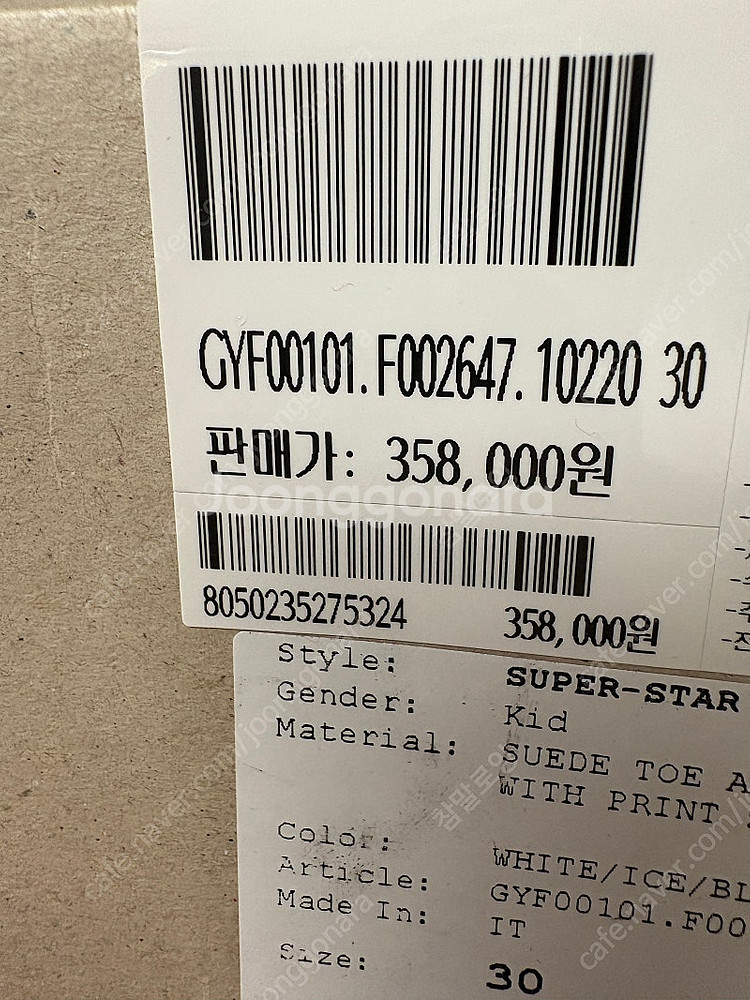 GYF00101.F002647.10220 30
판매가: 358,000원
8050235275324 358,000원
Style: SUPER-STAR
Gender: Kid
Material: SUEDE TOE A
WITH PRINT
Color: WHITE/ICE/BL
Article: GYF00101.F00
Made In: IT
Size: 30
Joonggonara